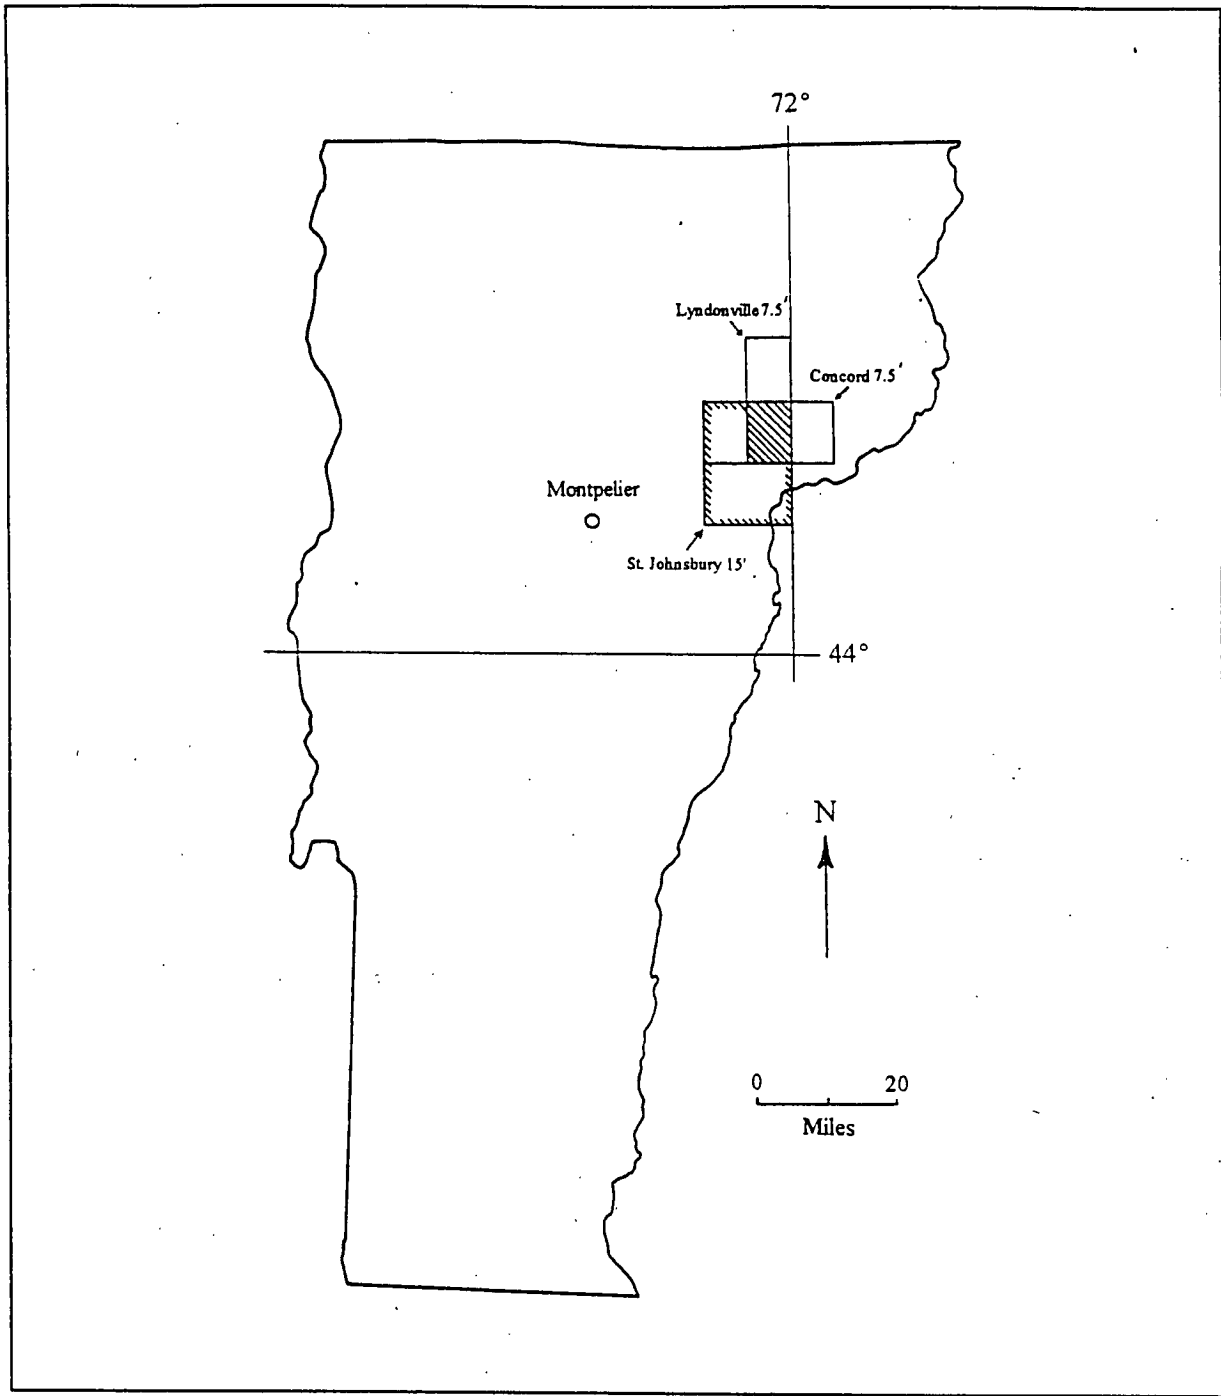 72°
Lyndonville 7.5'
Concord 7.5'
Montpelier
St. Johnsbury 15'
44°
N
0 20
Miles